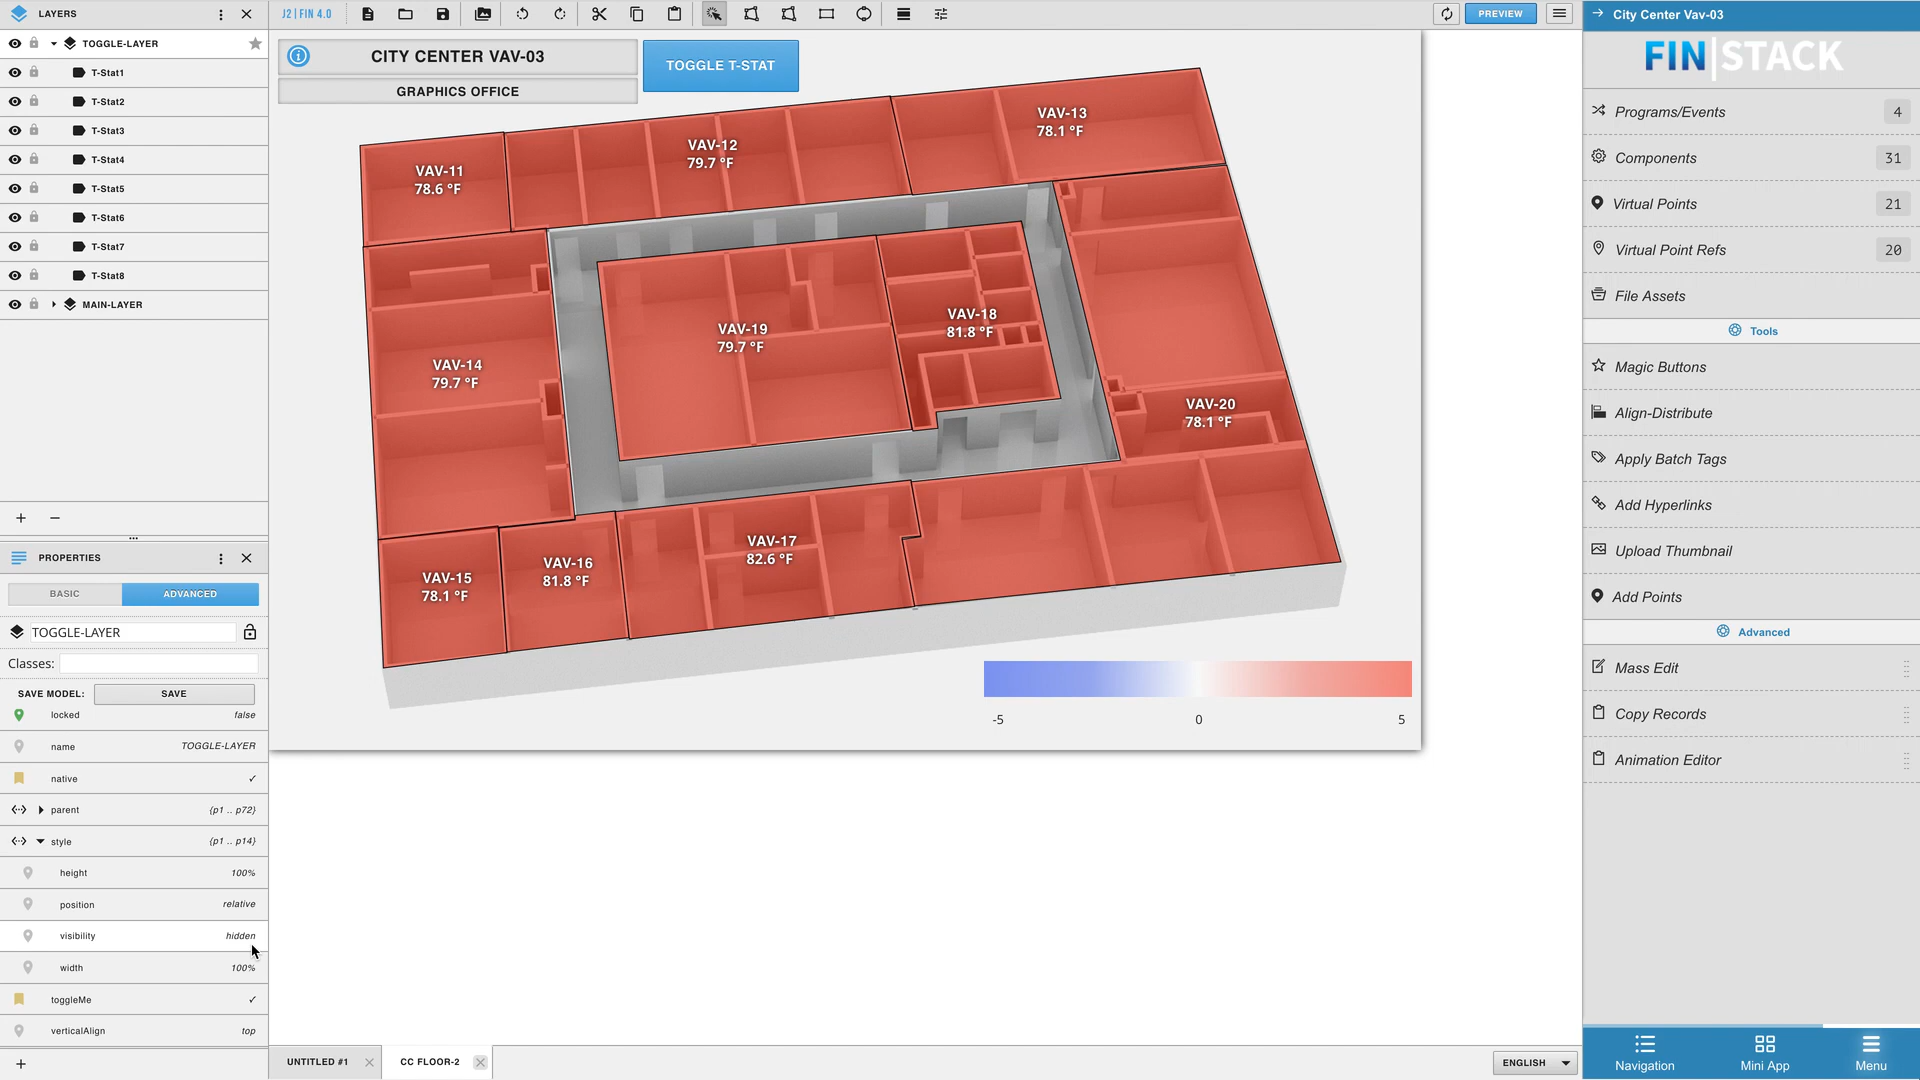 LAYERS
TOGGLE-LAYER
T-Stat1
T-Stat2
T-Stat3
T-Stat4
T-Stat5
T-Stat6
T-Stat7
T-Stat8
MAIN-LAYER
PROPERTIES
BASIC
ADVANCED
TOGGLE-LAYER
Classes:
SAVE MODEL:
SAVE
locked false
name TOGGLE-LAYER
native ✓
parent {p1 .. p72}
style {p1 .. p14}
height 100%
position relative
visibility hidden
width 100%
toggleMe ✓
verticalAlign top
J2 | FIN 4.0
PREVIEW
CITY CENTER VAV-03
GRAPHICS OFFICE
TOGGLE T-STAT
VAV-13
78.1 °F
VAV-12
79.7 °F
VAV-11
78.6 °F
VAV-18
81.8 °F
VAV-19
79.7 °F
VAV-14
79.7 °F
VAV-20
78.1 °F
VAV-17
82.6 °F
VAV-16
81.8 °F
VAV-15
78.1 °F
-5 0 5
UNTITLED #1
CC FLOOR-2
ENGLISH
City Center Vav-03
FIN|STACK
Programs/Events 4
Components 31
Virtual Points 21
Virtual Point Refs 20
File Assets
Tools
Magic Buttons
Align-Distribute
Apply Batch Tags
Add Hyperlinks
Upload Thumbnail
Add Points
Advanced
Mass Edit
Copy Records
Animation Editor
Navigation
Mini App
Menu